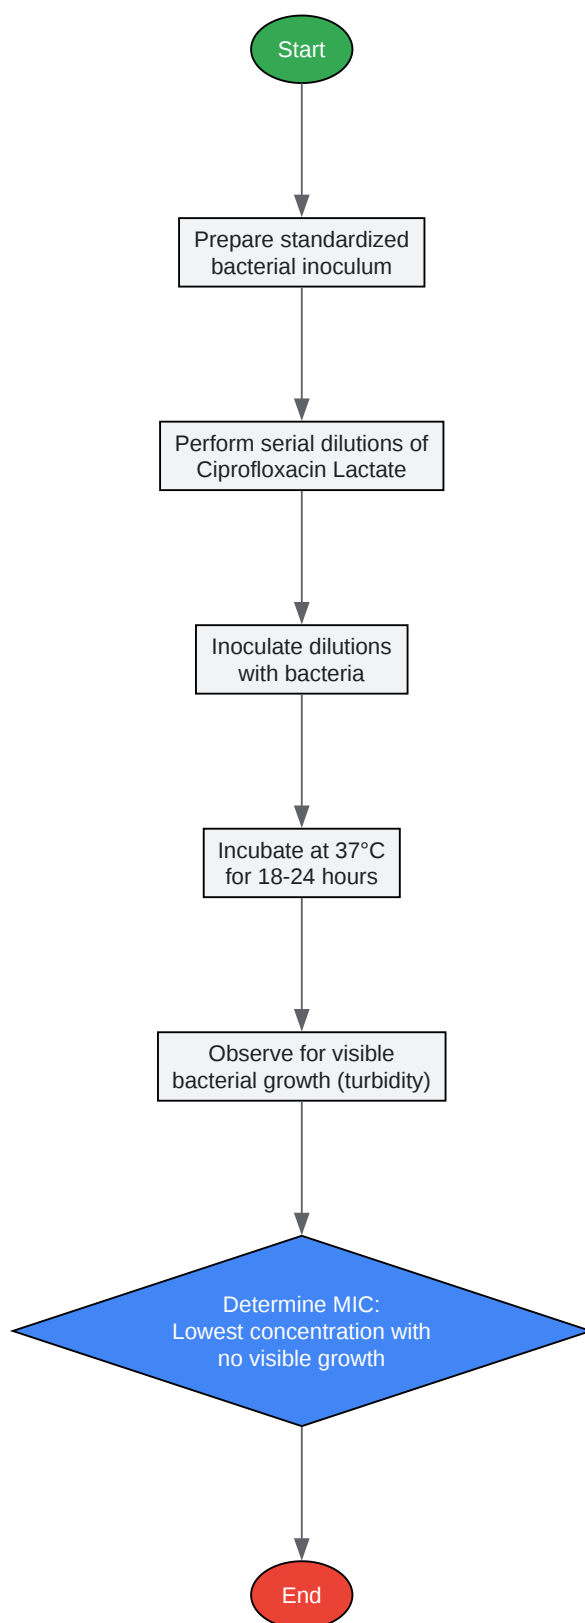 Start
Prepare standardized
bacterial inoculum
Perform serial dilutions of
Ciprofloxacin Lactate
Inoculate dilutions
with bacteria
Incubate at 37°C
for 18-24 hours
Observe for visible
bacterial growth (turbidity)
Determine MIC:
Lowest concentration with
no visible growth
End